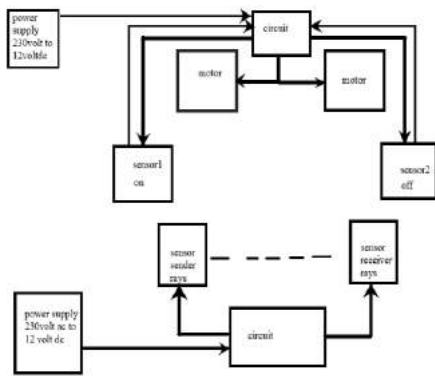 power
supply
230volt to
12voltdc
circuit
motor
motor
sensor1
on
sensor2
off
sensor
sender
rays
sensor
receiver
rays
power supply
230volt ac to
12 volt dc
circuit